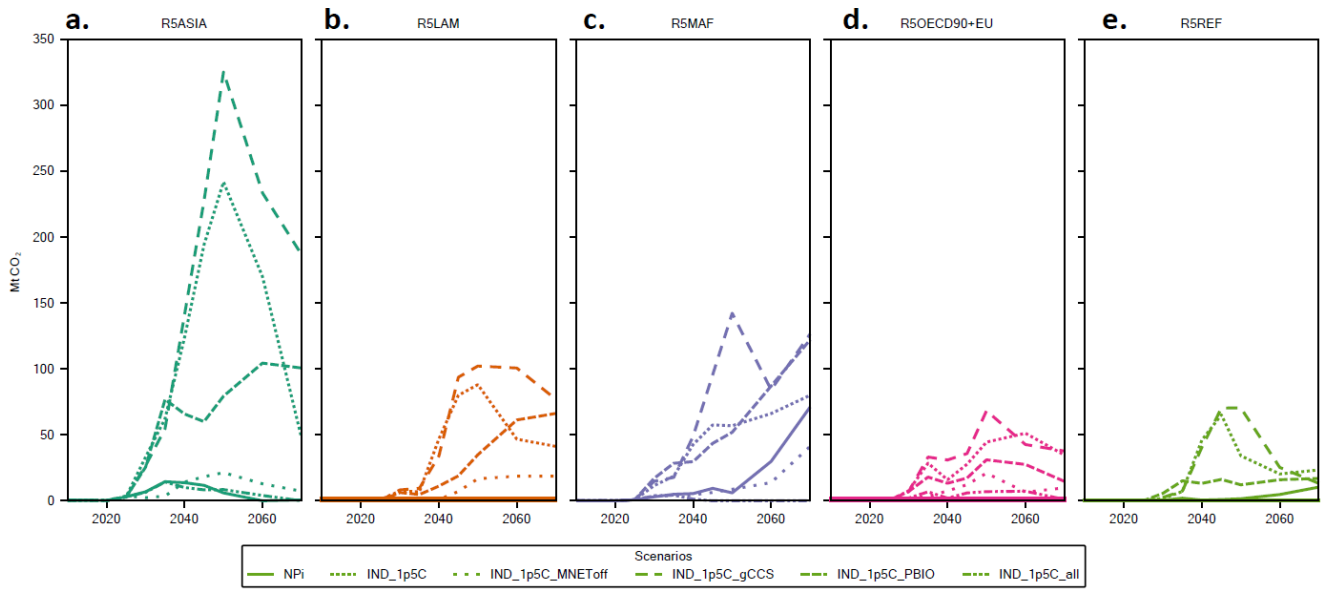 a. R5ASIA b. R5LAM c. R5MAF d. R5OECD90+EU e. R5REF
350
300
250
200
150
100
50
0
Mt CO₂
2020 2040 2060 2020 2040 2060 2020 2040 2060 2020 2040 2060 2020 2040 2060
Scenarios
NPi IND_1p5C IND_1p5C_MNEToff IND_1p5C_gCCS IND_1p5C_PBIO IND_1p5C_all